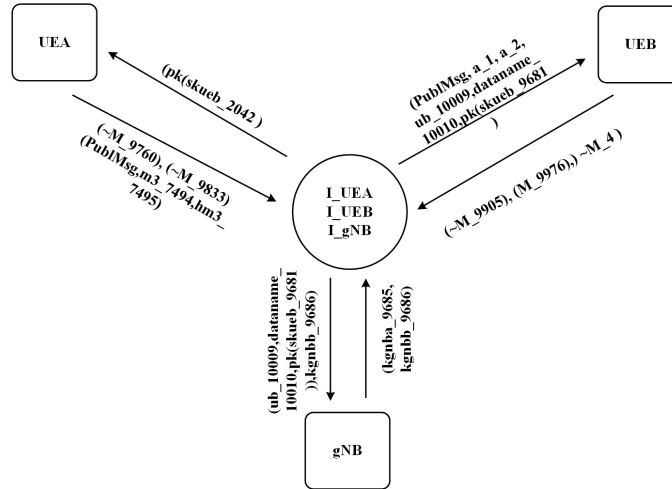 UEA
UEB
(pk(skueb_2042
)
(PublMsg, a_1, a_2,
ub_10009,dataname_
10010,pk(skueb_9681
)
(~M_9760), (~M_9833)
(PublMsg,m3_7494,hm3_
7495)
(~M_9905), (M_9976),) ~M_4)
I_UEA
I_UEB
I_gNB
(ub_10009,dataname_
10010,pk(skueb_9681
)),kgnbb_9686)
(kgnba_9685,
kgnbb_9686)
gNB